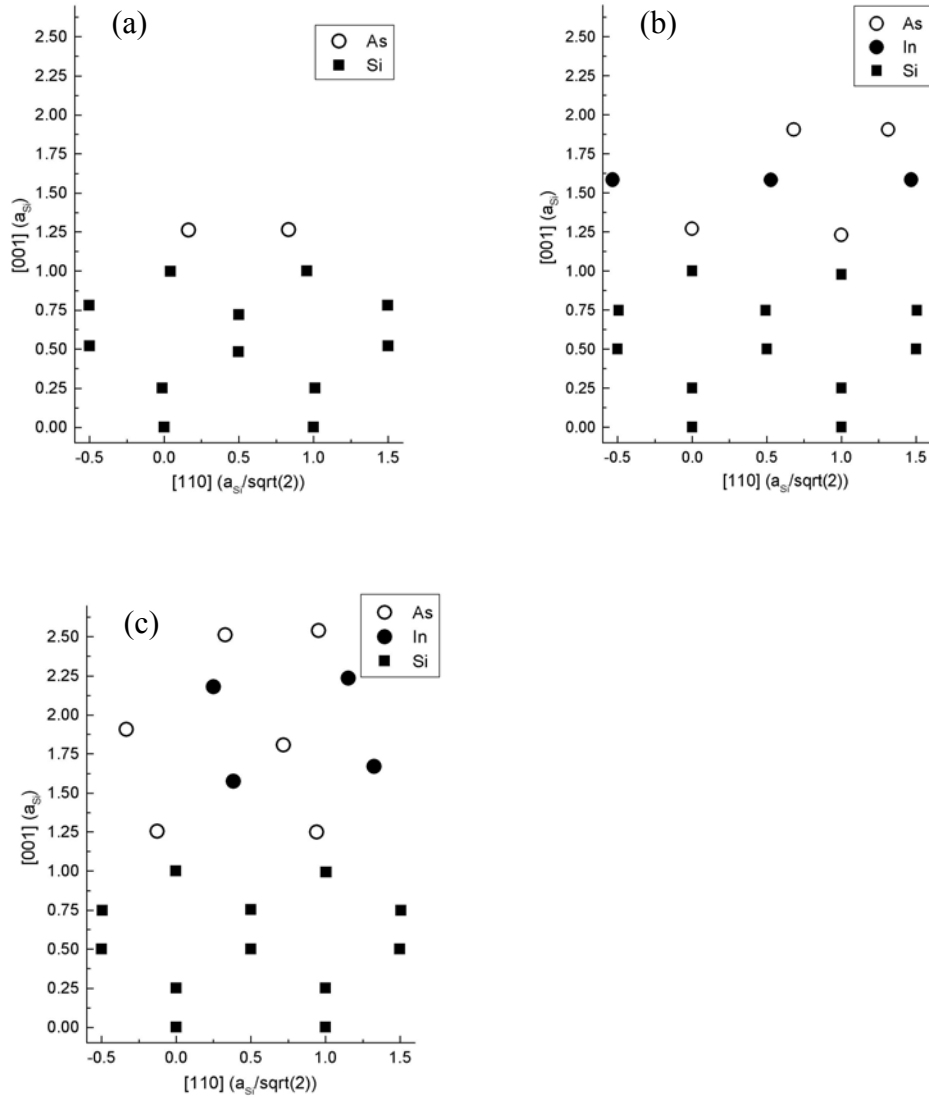 (a)
As
Si
2.50
2.25
2.00
1.75
1.50
1.25
1.00
0.75
0.50
0.25
0.00
[001] (a_Si)
-0.5 0.0 0.5 1.0 1.5
[110] (a_Si/sqrt(2))
(b)
As
In
Si
2.50
2.25
2.00
1.75
1.50
1.25
1.00
0.75
0.50
0.25
0.00
[001] (a_Si)
-0.5 0.0 0.5 1.0 1.5
[110] (a_Si/sqrt(2))
(c)
As
In
Si
2.50
2.25
2.00
1.75
1.50
1.25
1.00
0.75
0.50
0.25
0.00
[001] (a_Si)
-0.5 0.0 0.5 1.0 1.5
[110] (a_Si/sqrt(2))